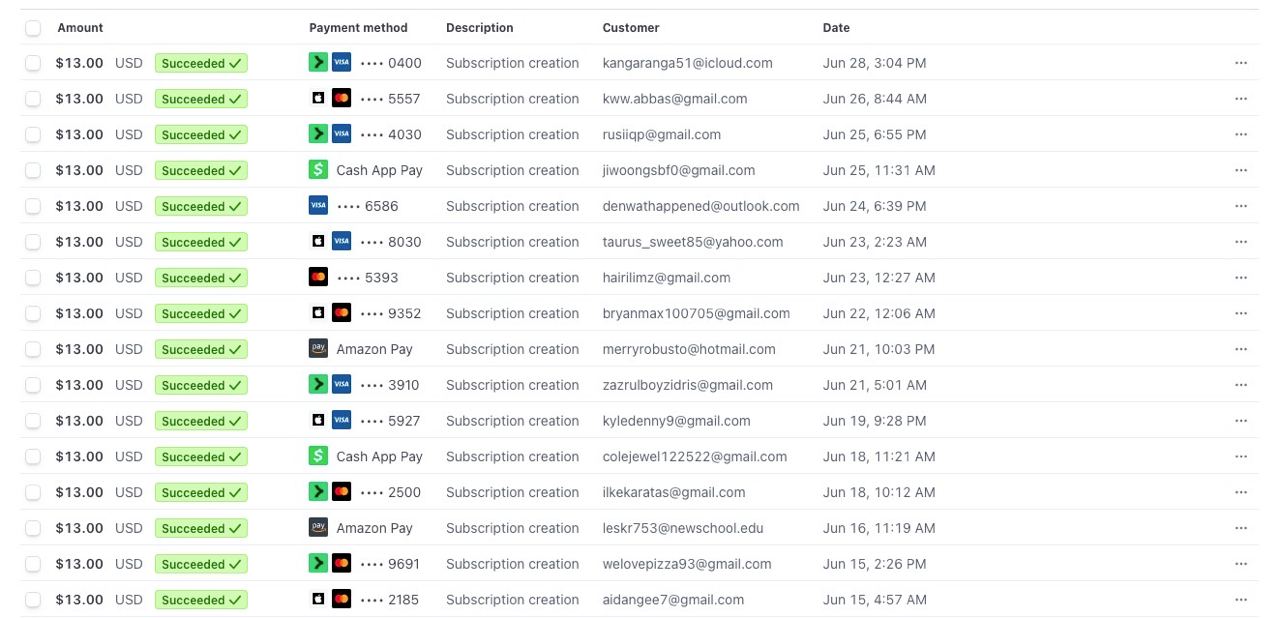 Amount Payment method Description Customer Date
$13.00 USD Succeeded VISA •••• 0400 Subscription creation kangaranga51@icloud.com Jun 28, 3:04 PM
$13.00 USD Succeeded •••• 5557 Subscription creation kww.abbas@gmail.com Jun 26, 8:44 AM
$13.00 USD Succeeded VISA •••• 4030 Subscription creation rusiiqp@gmail.com Jun 25, 6:55 PM
$13.00 USD Succeeded $ Cash App Pay Subscription creation jiwoongsbf0@gmail.com Jun 25, 11:31 AM
$13.00 USD Succeeded VISA •••• 6586 Subscription creation denwathappened@outlook.com Jun 24, 6:39 PM
$13.00 USD Succeeded VISA •••• 8030 Subscription creation taurus_sweet85@yahoo.com Jun 23, 2:23 AM
$13.00 USD Succeeded •••• 5393 Subscription creation hairilimz@gmail.com Jun 23, 12:27 AM
$13.00 USD Succeeded •••• 9352 Subscription creation bryanmax100705@gmail.com Jun 22, 12:06 AM
$13.00 USD Succeeded pay Amazon Pay Subscription creation merryrobusto@hotmail.com Jun 21, 10:03 PM
$13.00 USD Succeeded VISA •••• 3910 Subscription creation zazrulboyzidris@gmail.com Jun 21, 5:01 AM
$13.00 USD Succeeded VISA •••• 5927 Subscription creation kyledenny9@gmail.com Jun 19, 9:28 PM
$13.00 USD Succeeded $ Cash App Pay Subscription creation colejewel122522@gmail.com Jun 18, 11:21 AM
$13.00 USD Succeeded •••• 2500 Subscription creation ilkekaratas@gmail.com Jun 18, 10:12 AM
$13.00 USD Succeeded pay Amazon Pay Subscription creation leskr753@newschool.edu Jun 16, 11:19 AM
$13.00 USD Succeeded •••• 9691 Subscription creation welovepizza93@gmail.com Jun 15, 2:26 PM
$13.00 USD Succeeded •••• 2185 Subscription creation aidangee7@gmail.com Jun 15, 4:57 AM